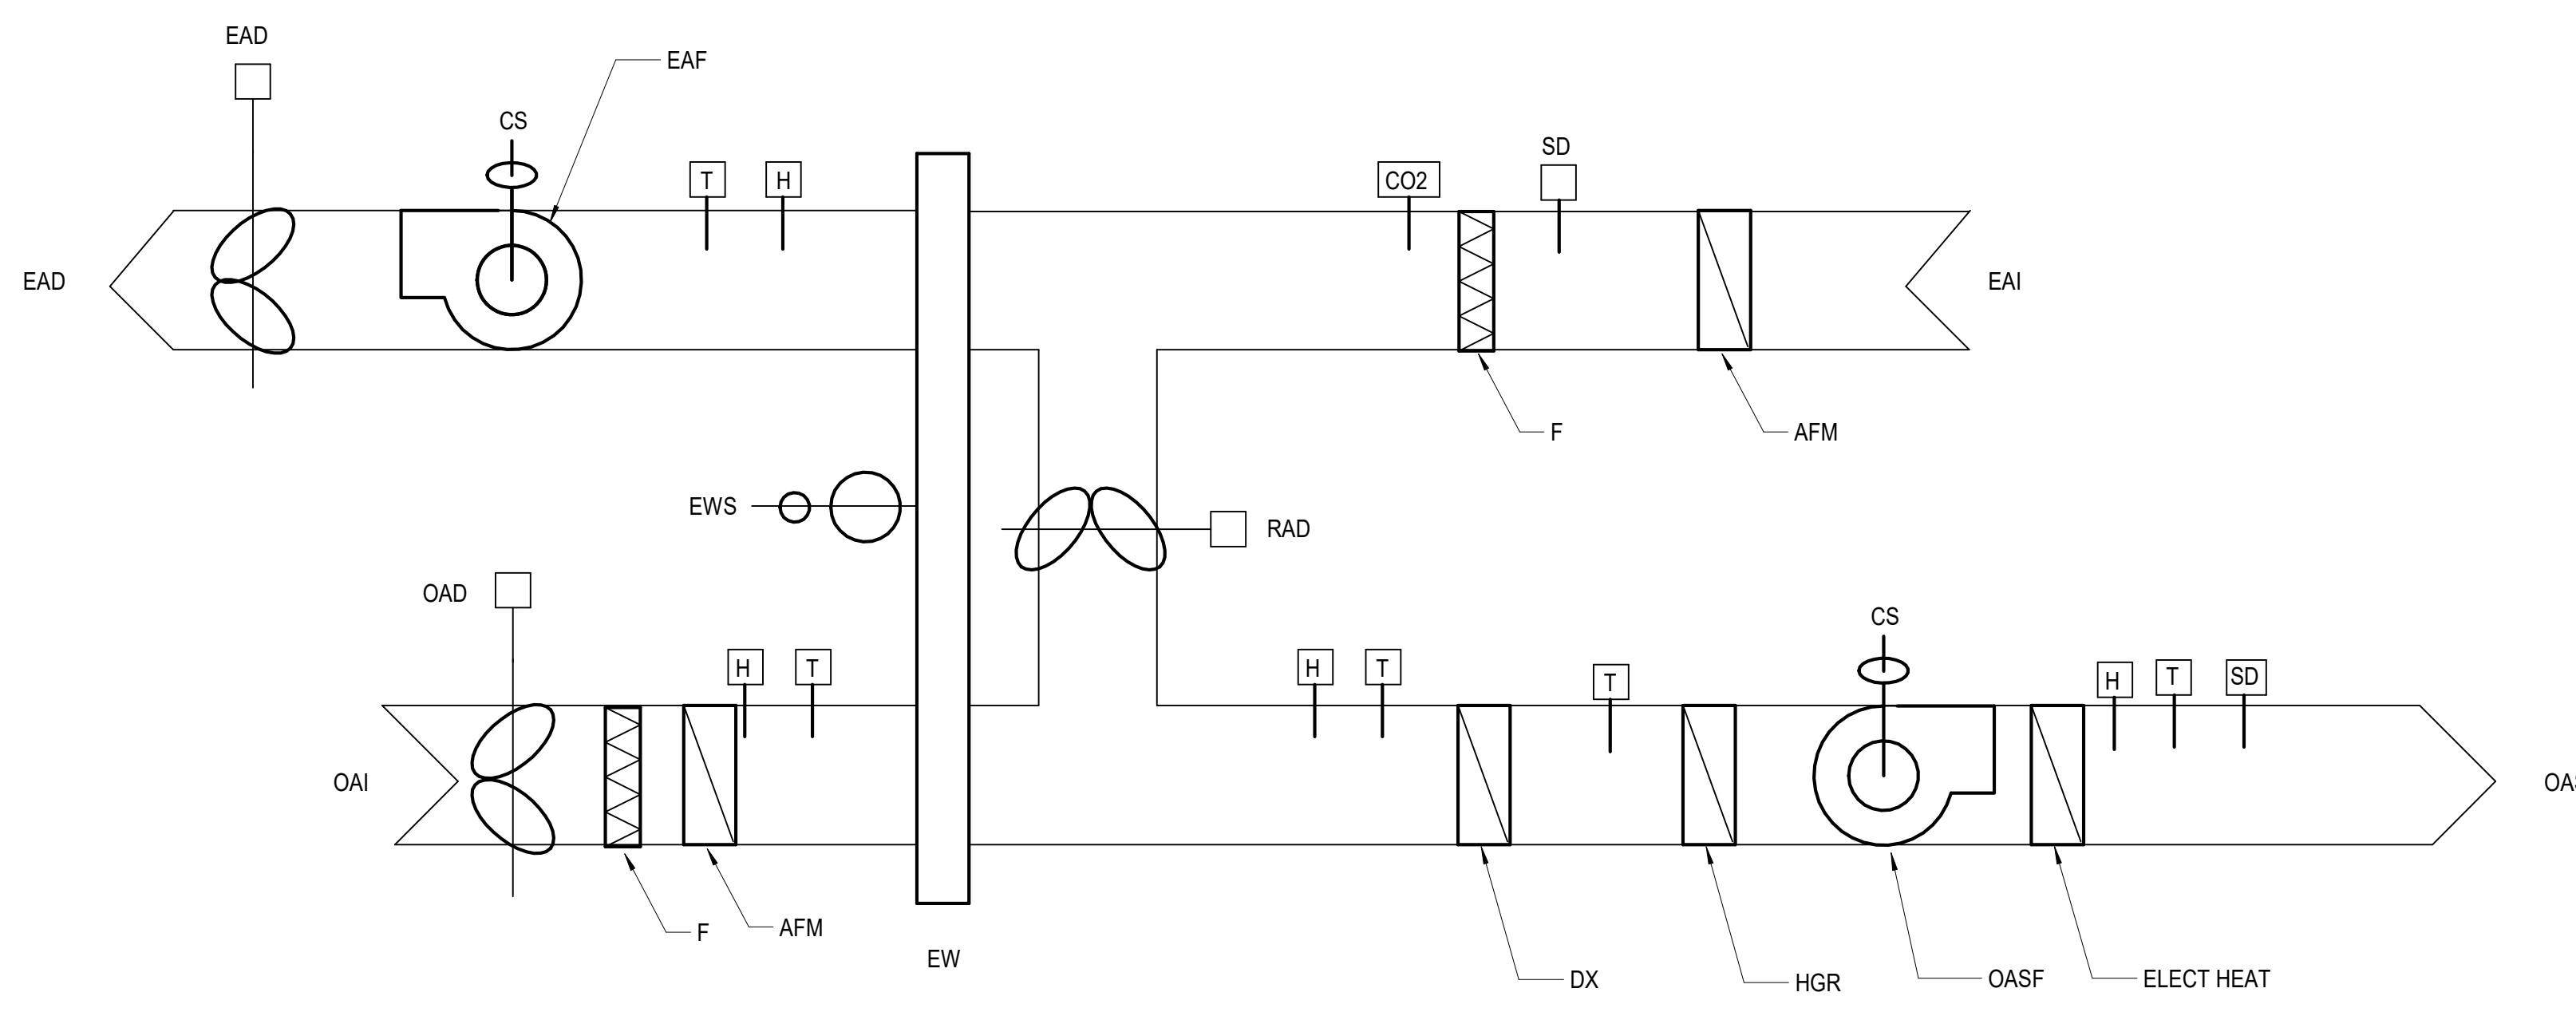 EAD
EAF
CS
SD
T
H
CO2
EAD
EAI
F
AFM
EWS
RAD
OAD
CS
H
T
H
T
T
H
T
SD
OAI
F
AFM
EW
DX
HGR
OASF
ELECT HEAT